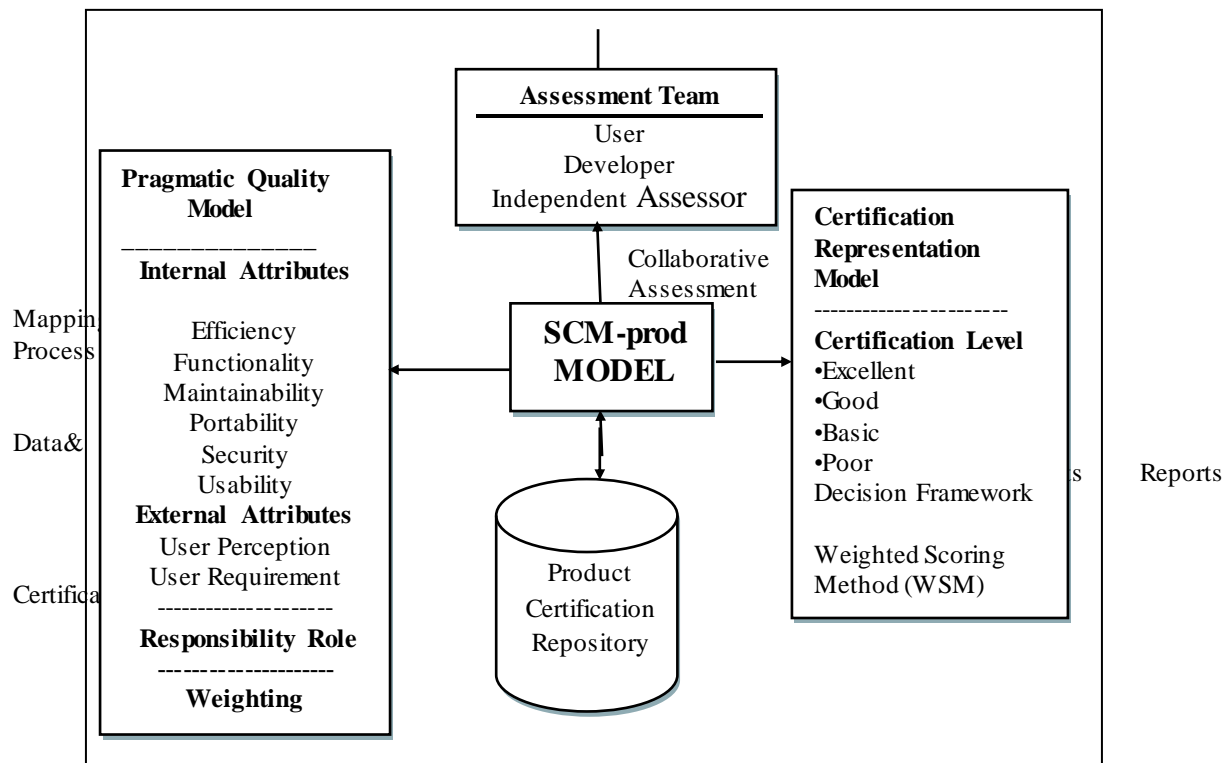 Assessment Team
User
Developer
Independent Assessor
Pragmatic Quality
Model
Internal Attributes
Efficiency
Functionality
Maintainability
Portability
Security
Usability
External Attributes
User Perception
User Requirement
Responsibility Role
Weighting
Collaborative
Assessment
SCM-prod
MODEL
Product
Certification
Repository
Certification
Representation
Model
Certification Level
•Excellent
•Good
•Basic
•Poor
Decision Framework
Weighted Scoring
Method (WSM)
Mapping
Process
Data&
Reports